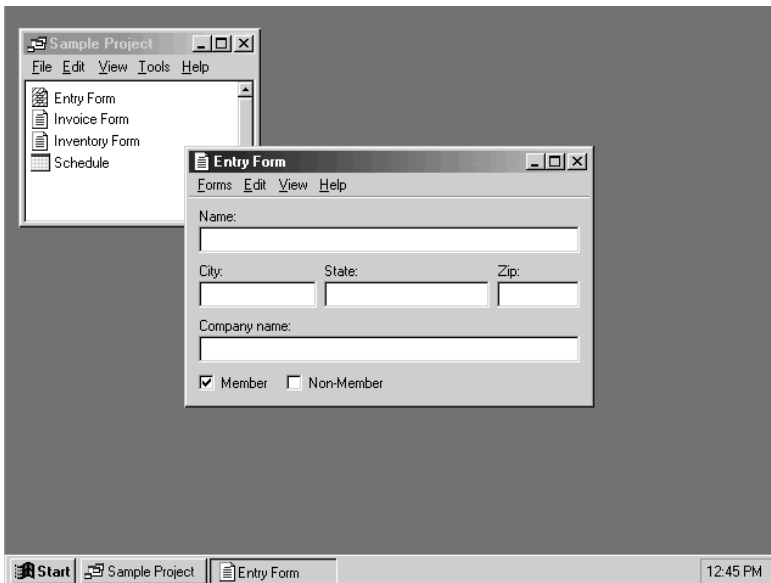 Sample Project
File Edit View Tools Help
Entry Form
Invoice Form
Inventory Form
Schedule
Entry Form
Forms Edit View Help
Name:
City: State: Zip:
Company name:
Member Non-Member
Start Sample Project Entry Form 12:45 PM